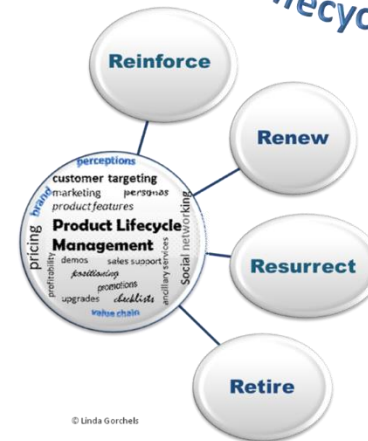 ecyc
Reinforce
Renew
perceptions
customer targeting
brand
marketing personas
product features
pricing
Product Lifecycle
Management
profitability
demos sales support
positioning
promotions
upgrades checklists
ancillary services
Social networking
value chain
Resurrect
Retire
© Linda Gorchels